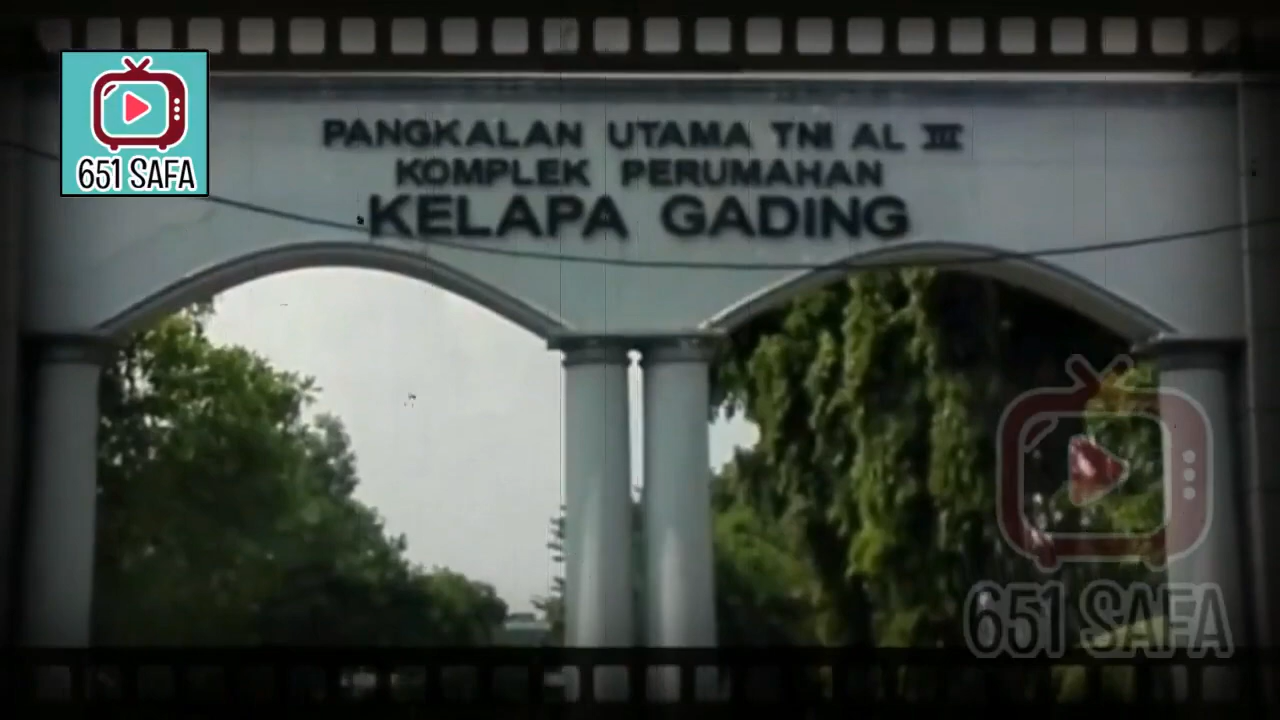 651 SAFA
PANGKALAN UTAMA TNI AL III
KOMPLEK PERUMAHAN
KELAPA GADING
651 SAFA